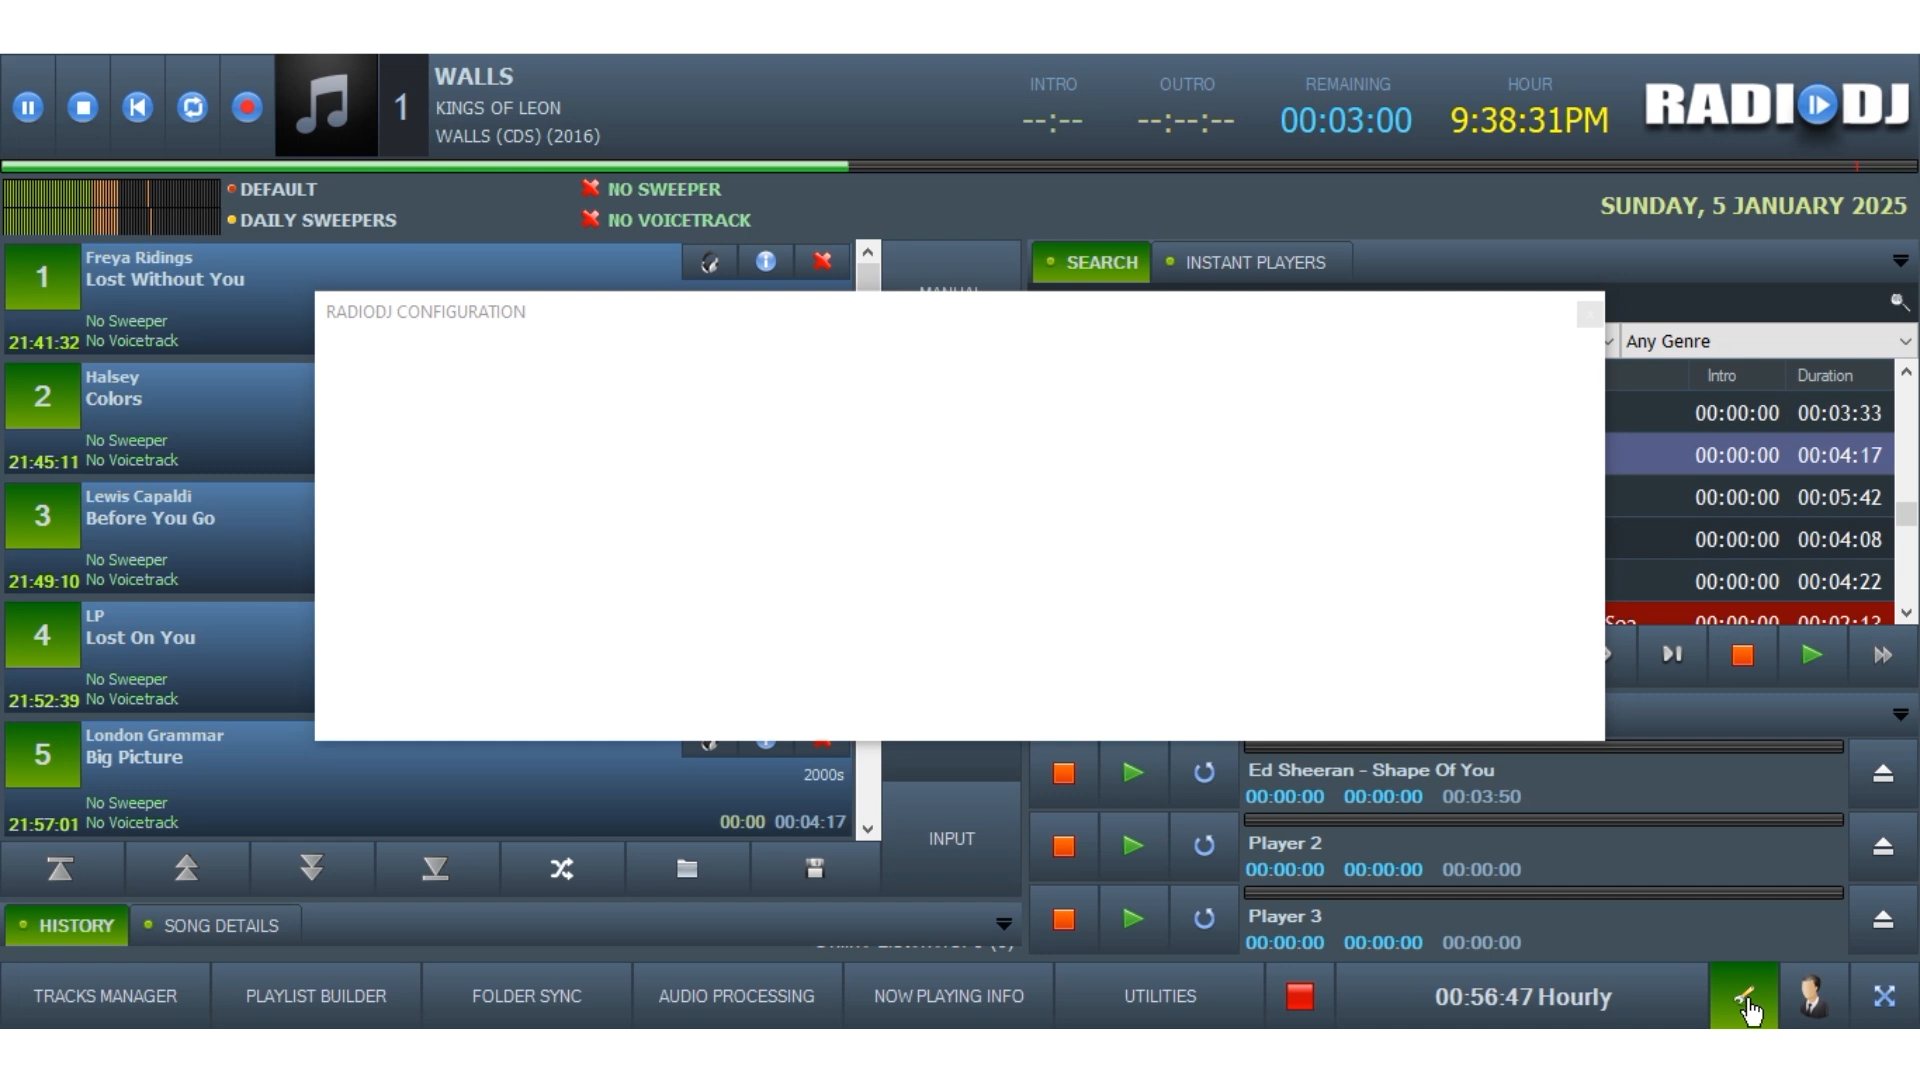 WALLS
KINGS OF LEON
WALLS (CDS) (2016)
1
INTRO
--:--
OUTRO
--:--:--
REMAINING
00:03:00
HOUR
9:38:31PM
RADIODJ
DEFAULT
DAILY SWEEPERS
NO SWEEPER
NO VOICETRACK
SUNDAY, 5 JANUARY 2025
1
Freya Ridings
Lost Without You
No Sweeper
21:41:32 No Voicetrack
2
Halsey
Colors
No Sweeper
21:45:11 No Voicetrack
3
Lewis Capaldi
Before You Go
No Sweeper
21:49:10 No Voicetrack
4
LP
Lost On You
No Sweeper
21:52:39 No Voicetrack
5
London Grammar
Big Picture
2000s
No Sweeper
21:57:01 No Voicetrack
00:00 00:04:17
MANUAL
INPUT
SEARCH
INSTANT PLAYERS
RADIODJ CONFIGURATION
Any Genre
Intro Duration
00:00:00 00:03:33
00:00:00 00:04:17
00:00:00 00:05:42
00:00:00 00:04:08
00:00:00 00:04:22
00:00:00 00:02:12
Ed Sheeran - Shape Of You
00:00:00 00:00:00 00:03:50
Player 2
00:00:00 00:00:00 00:00:00
Player 3
00:00:00 00:00:00 00:00:00
HISTORY
SONG DETAILS
TRACKS MANAGER
PLAYLIST BUILDER
FOLDER SYNC
AUDIO PROCESSING
NOW PLAYING INFO
UTILITIES
00:56:47 Hourly